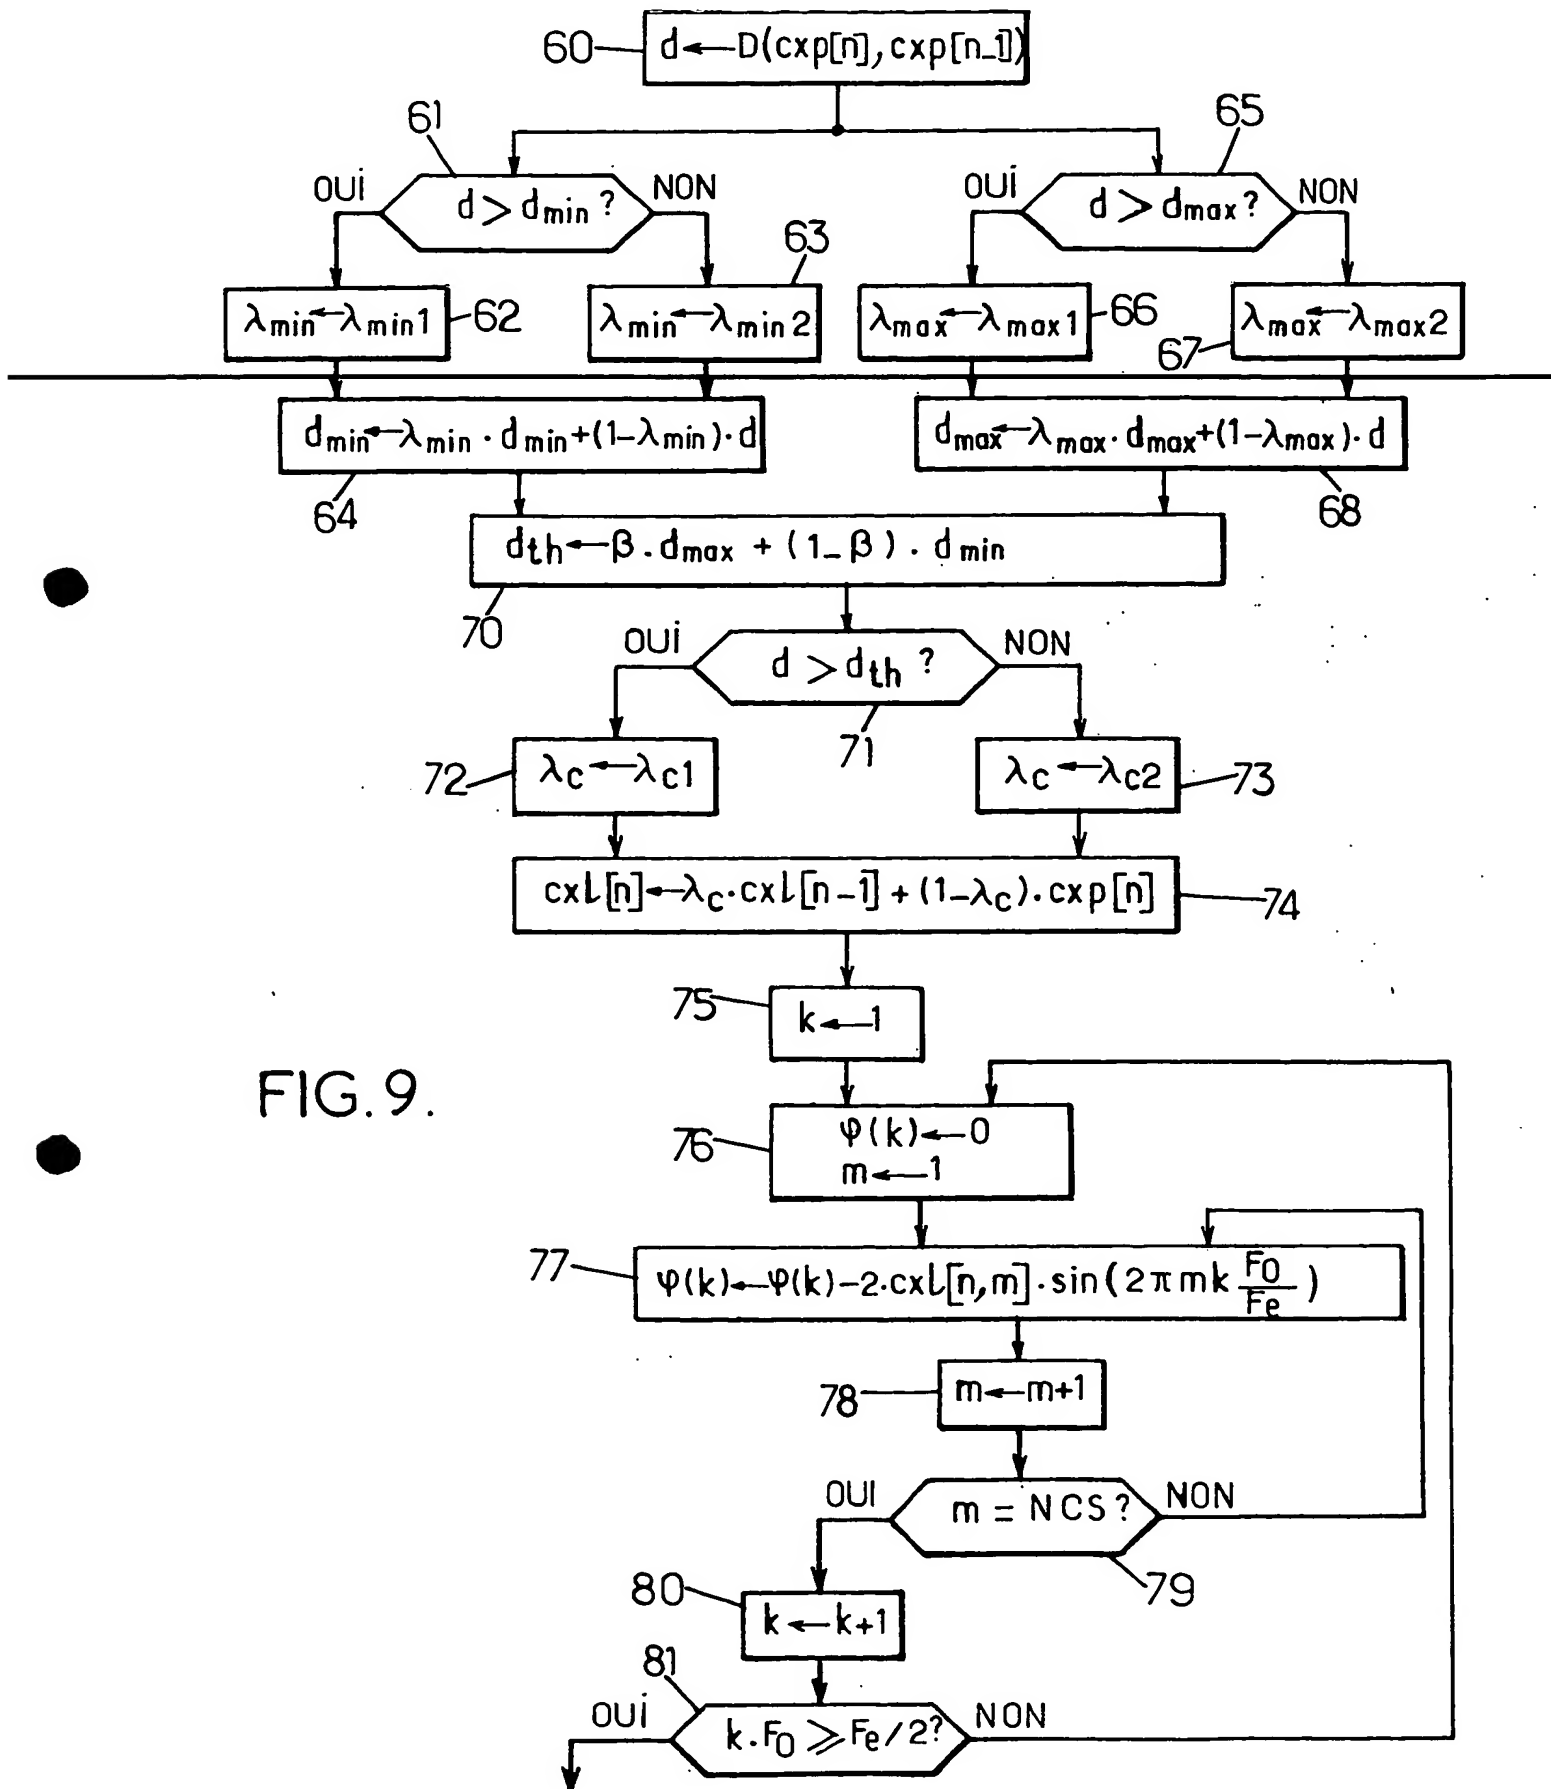 60
d←D(cxp[n],cxp[n-1])
61
65
OUi
d > dmin ?
NON
OUi
d > dmax ?
NON
63
λmin←λmin1
62
λmin←λmin2
λmax←λmax1
66
67
λmax←λmax2
dmin←λmin·dmin+(1-λmin)·d
dmax←λmax·dmax+(1-λmax)·d
64
68
dth←β.dmax + (1-β).dmin
70
OUi
d > dth ?
NON
71
72
λc←λc1
λc←λc2
73
cxl[n]←λc·cxl[n-1]+(1-λc).cxp[n]
74
75
k←1
FIG.9.
76
φ(k)←0
m←1
77
φ(k)←φ(k)-2·cxl[n,m]·sin(2πmk F0/Fe)
78
m←m+1
OUI
m = NCS ?
NON
79
80
k←k+1
81
OUi
k.F0 ⩾ Fe/2?
NON